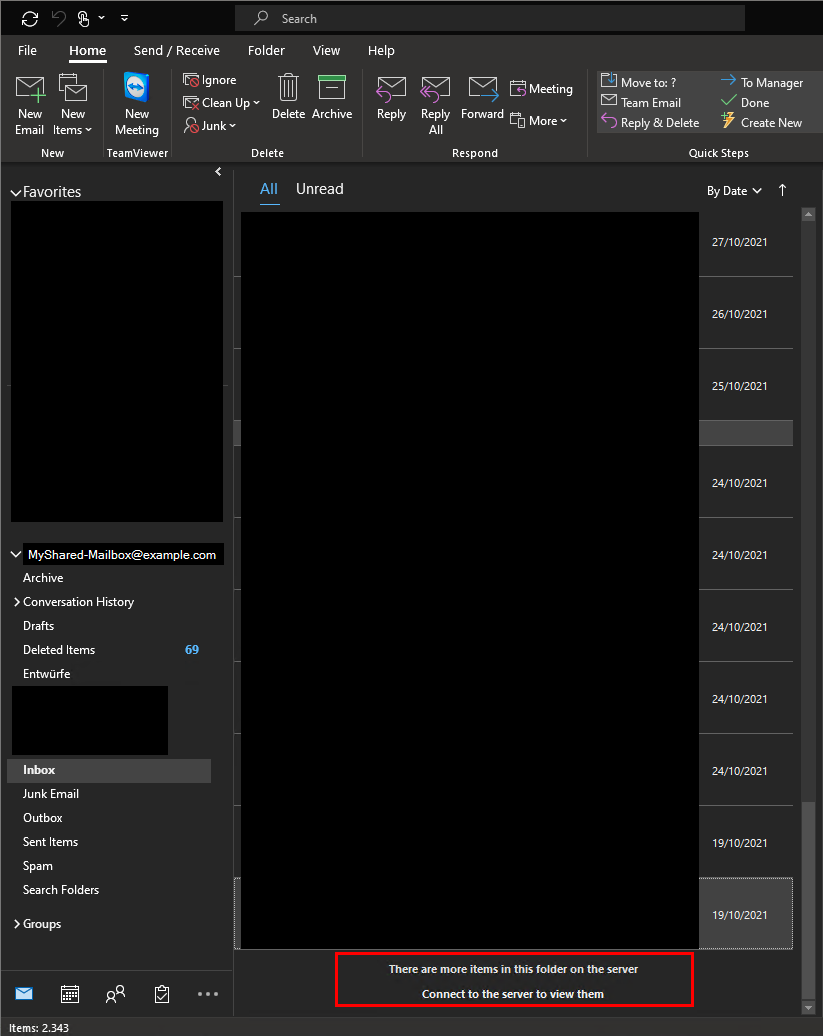 Search
File Home Send / Receive Folder View Help
New Email
New Items
New
New Meeting
TeamViewer
Ignore
Clean Up
Junk
Delete
Archive
Delete
Reply
Reply All
Forward
Meeting
More
Respond
Move to: ?
Team Email
Reply & Delete
To Manager
Done
Create New
Quick Steps
Favorites
MyShared-Mailbox@example.com
Archive
Conversation History
Drafts
Deleted Items 69
Entwürfe
Inbox
Junk Email
Outbox
Sent Items
Spam
Search Folders
Groups
All Unread
By Date
27/10/2021
26/10/2021
25/10/2021
24/10/2021
24/10/2021
24/10/2021
24/10/2021
24/10/2021
19/10/2021
19/10/2021
There are more items in this folder on the server
Connect to the server to view them
Items: 2.343